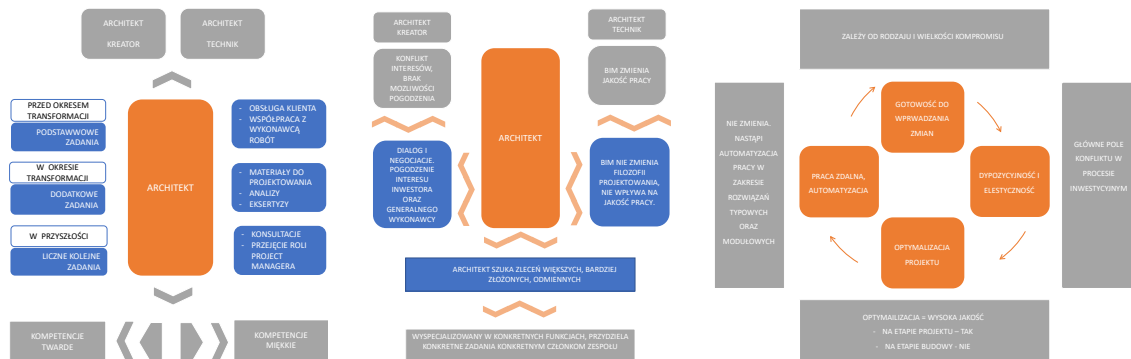 ARCHITEKT
KREATOR
ARCHITEKT
TECHNIK
PRZED OKRESEM
TRANSFORMACJI
PODSTAWWOWE
ZADANIA
W OKRESIE
TRANSFORMACJI
DODATKOWE
ZADANIA
W PRZYSZŁOŚCI
LICZNE KOLEJNE
ZADANIA
ARCHITEKT
- OBSŁUGA KLIENTA
- WSPÓŁPRACA Z
WYKONAWCĄ
ROBÓT
- MATERIAŁY DO
PROJEKTOWANIA
- ANALIZY
- EKSERTYZY
- KONSULTACJE
- PRZEJĘCIE ROLI
PROJECT
MANAGERA
KOMPETENCJE
TWARDE
KOMPETENCJE
MIĘKKIE
ARCHITEKT
KREATOR
KONFLIKT
INTERESÓW,
BRAK
MOŻLIWOŚCI
POGODZENIA
DIALOG I
NEGOCJACJE.
POGODZENIE
INTERESU
INWESTORA
ORAZ
GENERALNEGO
WYKONAWCY
ARCHITEKT
ARCHITEKT
TECHNIK
BIM ZMIENIA
JAKOŚĆ PRACY
BIM NIE ZMIENIA
FILOZOFII
PROJEKTOWANIA,
NIE WPŁYWA NA
JAKOŚĆ PRACY.
ARCHITEKT SZUKA ZLECEŃ WIĘKSZYCH, BARDZIEJ
ZŁOŻONYCH, ODMIENNYCH
WYSPECJALIZOWANY W KONKRETNYCH FUNKCJACH, PRZYDZIELA
KONKRETNE ZADANIA KONKRETNYM CZŁONKOM ZESPOŁU
ZALEŻY OD RODZAJU I WIELKOŚCI KOMPROMISU
NIE ZMIENIA.
NASTĄPI
AUTOMATYZACJA
PRACY W
ZAKRESIE
ROZWIĄZAŃ
TYPOWYCH
ORAZ
MODUŁOWYCH
GOTOWOŚĆ DO
WPRWADZANIA
ZMIAN
PRACA ZDALNA,
AUTOMATYZACJA
DYPOZYCYJNOŚĆ I
ELESTYCZNOŚĆ
OPTYMALIZACJA
PROJEKTU
GŁÓWNE POLE
KONFLIKTU W
PROCESIE
INWESTYCYJNYM
OPTYMAILIZACJA = WYSOKA JAKOŚĆ
- NA ETAPIE PROJEKTU – TAK
- NA ETAPIE BUDOWY - NIE